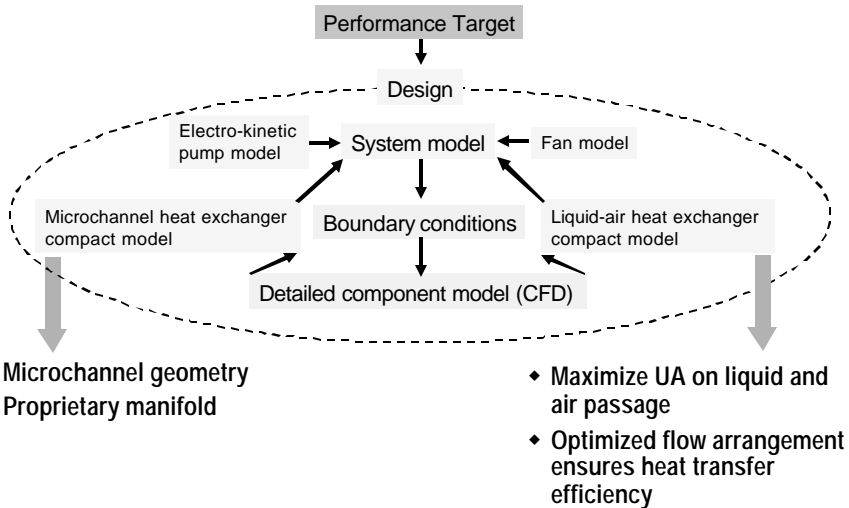 Performance Target
Design
Electro-kinetic
pump model
System model
Fan model
Microchannel heat exchanger
compact model
Boundary conditions
Liquid-air heat exchanger
compact model
Detailed component model (CFD)
Microchannel geometry
Proprietary manifold
◆ Maximize UA on liquid and
air passage
◆ Optimized flow arrangement
ensures heat transfer
efficiency